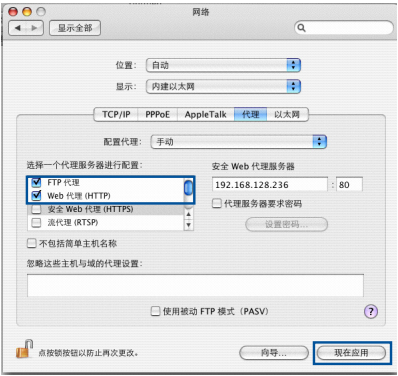 网络
显示全部
位置： 自动
显示： 内建以太网
TCP/IP PPPoE AppleTalk 代理 以太网
配置代理： 手动
选择一个代理服务器进行配置：
FTP 代理
Web 代理 (HTTP)
安全 Web 代理 (HTTPS)
流代理 (RTSP)
安全 Web 代理服务器
192.168.128.236 : 80
代理服务器要求密码
设置密码...
不包括简单主机名称
忽略这些主机与域的代理设置：
使用被动 FTP 模式（PASV）
?
点按锁按钮以防止再次更改。
向导...
现在应用